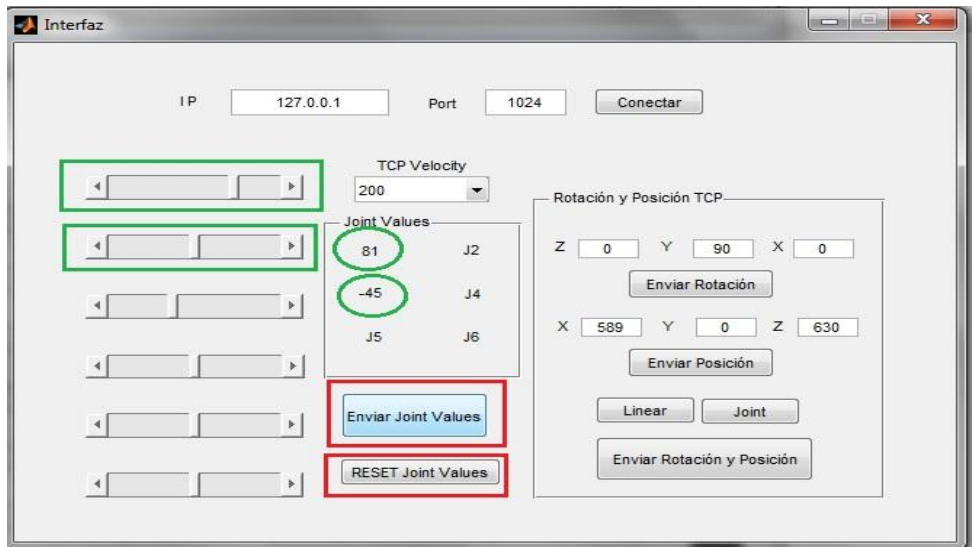 Interfaz
IP 127.0.0.1 Port 1024 Conectar
TCP Velocity
200
Joint Values
81 J2
-45 J4
J5 J6
Enviar Joint Values
RESET Joint Values
Rotación y Posición TCP
Z 0 Y 90 X 0
Enviar Rotación
X 589 Y 0 Z 630
Enviar Posición
Linear Joint
Enviar Rotación y Posición